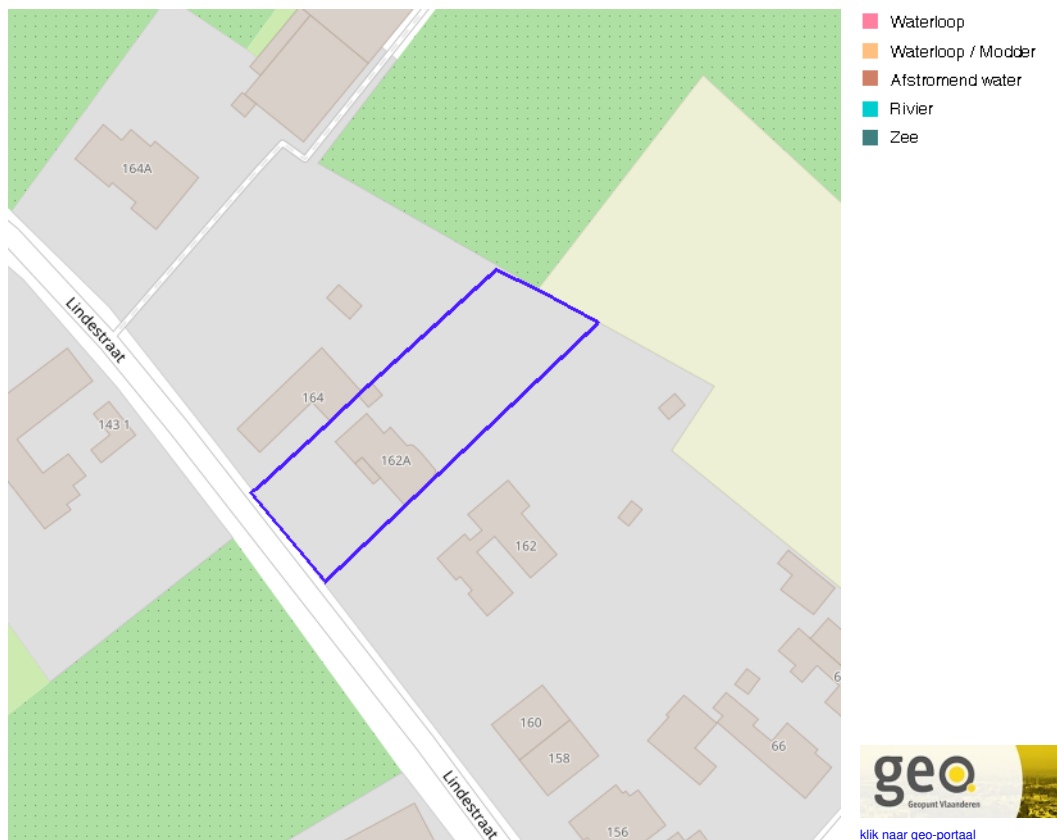 Waterloop
Waterloop / Modder
Afstromend water
Rivier
Zee
164A
Lindestraat
164
143 1
162A
162
160
158
66
6
Lindestraat
156
geo.
Geopunt Vlaanderen
klik naar geo-portaal